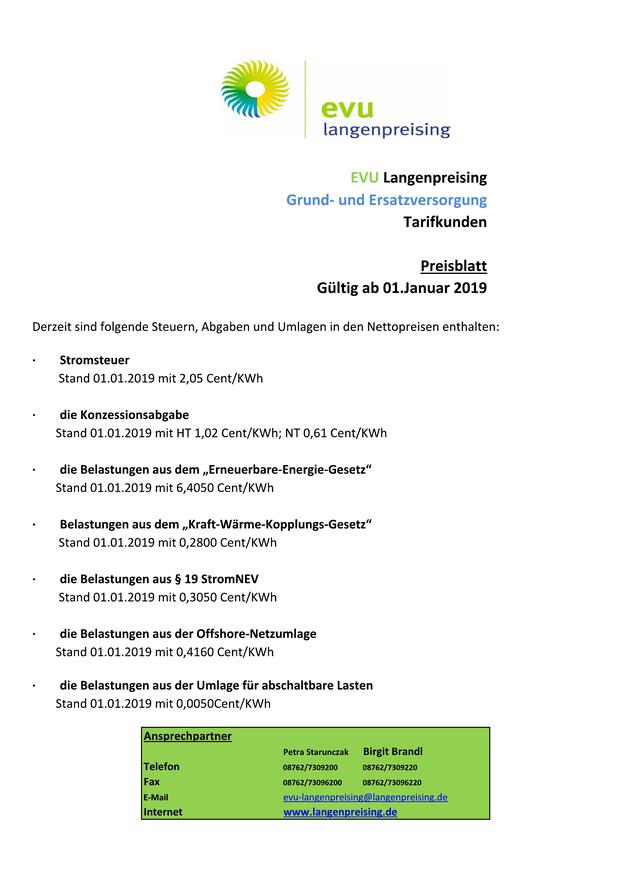 evu
langenpreising
EVU Langenpreising
Grund- und Ersatzversorgung
Tarifkunden
Preisblatt
Gültig ab 01.Januar 2019
Derzeit sind folgende Steuern, Abgaben und Umlagen in den Nettopreisen enthalten:
· Stromsteuer
Stand 01.01.2019 mit 2,05 Cent/KWh
· die Konzessionsabgabe
Stand 01.01.2019 mit HT 1,02 Cent/KWh; NT 0,61 Cent/KWh
· die Belastungen aus dem „Erneuerbare-Energie-Gesetz“
Stand 01.01.2019 mit 6,4050 Cent/KWh
· Belastungen aus dem „Kraft-Wärme-Kopplungs-Gesetz“
Stand 01.01.2019 mit 0,2800 Cent/KWh
· die Belastungen aus § 19 StromNEV
Stand 01.01.2019 mit 0,3050 Cent/KWh
· die Belastungen aus der Offshore-Netzumlage
Stand 01.01.2019 mit 0,4160 Cent/KWh
· die Belastungen aus der Umlage für abschaltbare Lasten
Stand 01.01.2019 mit 0,0050Cent/KWh
Ansprechpartner
Petra Starunczak Birgit Brandl
Telefon 08762/7309200 08762/7309220
Fax 08762/73096200 08762/73096220
E-Mail evu-langenpreising@langenpreising.de
Internet www.langenpreising.de